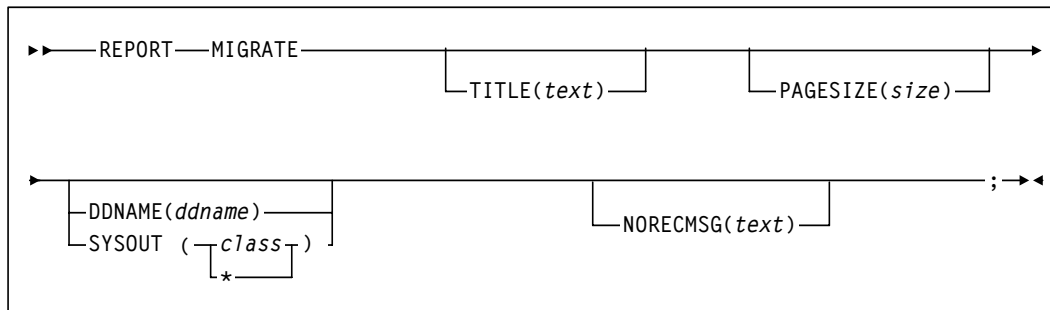 REPORT MIGRATE
TITLE(text) PAGESIZE(size)
;
DDNAME(ddname)
SYSOUT ( class )
NORECMSG(text)
*